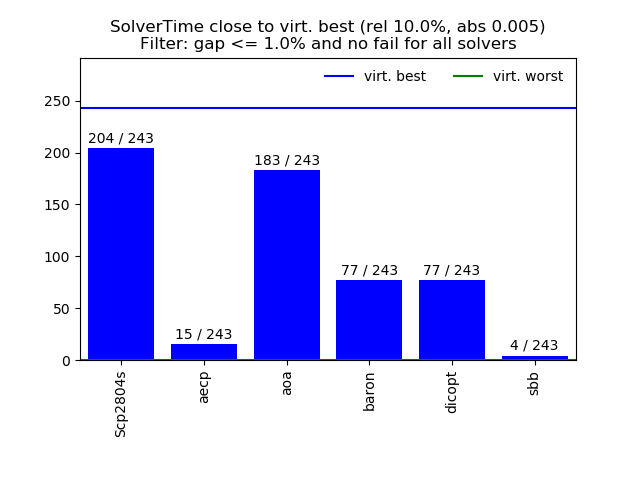 SolverTime close to virt. best (rel 10.0%, abs 0.005)
Filter: gap <= 1.0% and no fail for all solvers
virt. best
virt. worst
250
200
150
100
50
0
204 / 243
15 / 243
183 / 243
77 / 243
77 / 243
4 / 243
Scp2804s
aecp
aoa
baron
dicopt
sbb